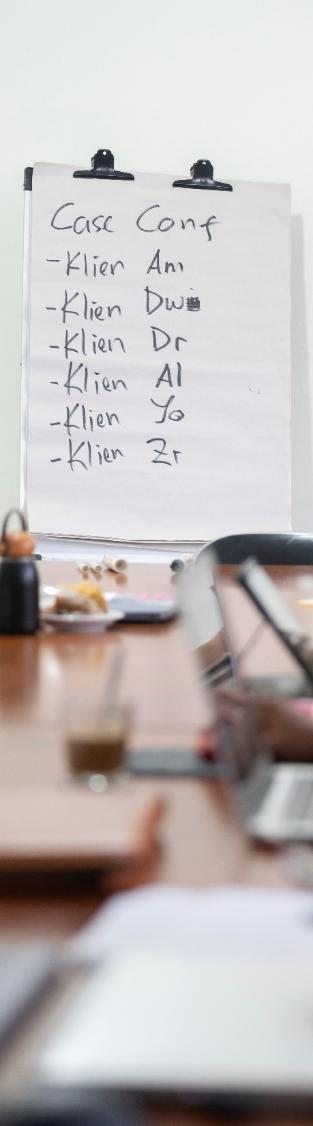 Case Conf
- Klien Am
- Klien Dw
- Klien Dr
- Klien Al
- Klien Yo
- Klien Zr